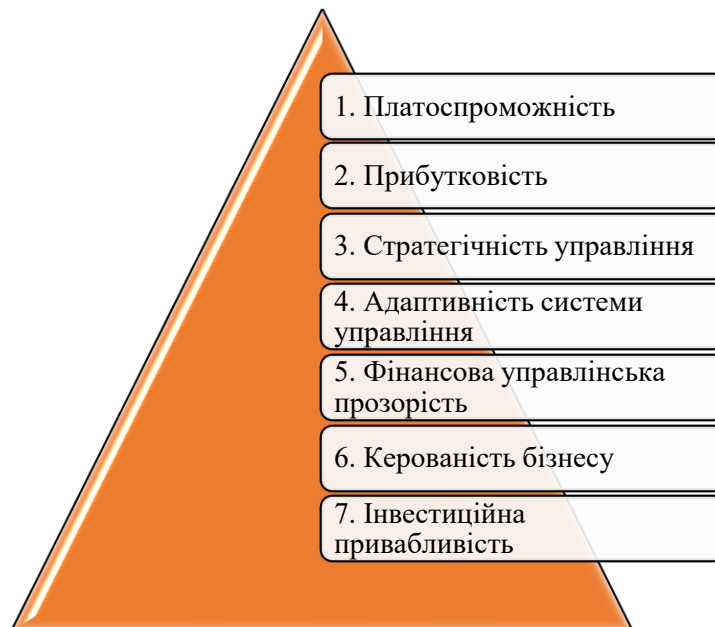 1. Платоспроможність
2. Прибутковість
3. Стратегічність управління
4. Адаптивність системи
управління
5. Фінансова управлінська
прозорість
6. Керованість бізнесу
7. Інвестиційна
привабливість